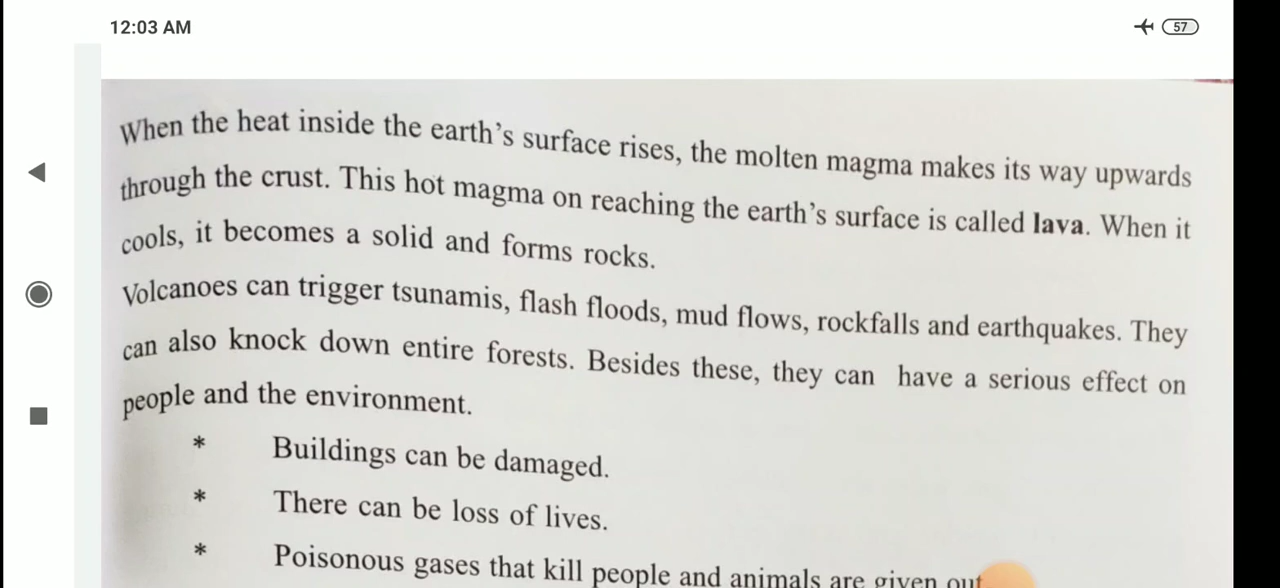 12:03 AM
57
When the heat inside the earth's surface rises, the molten magma makes its way upwards
through the crust. This hot magma on reaching the earth's surface is called lava. When it
cools, it becomes a solid and forms rocks.
Volcanoes can trigger tsunamis, flash floods, mud flows, rockfalls and earthquakes. They
can also knock down entire forests. Besides these, they can have a serious effect on
people and the environment.
* Buildings can be damaged.
* There can be loss of lives.
* Poisonous gases that kill people and animals are given out